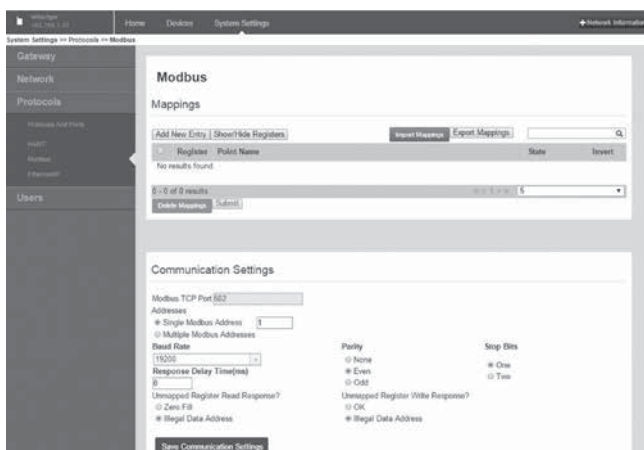 Home Devices System Settings
Network Information
System Settings >> Protocols >> Modbus
Gateway
Network
Protocols
Protocols And Ports
HART
Modbus
Ethernet/IP
Users
Modbus
Mappings
Add New Entry Show/Hide Registers Import Mappings Export Mappings
Register Point Name State Invert
No results found.
0 - 0 of 0 results 5
Delete Mappings Submit
Communication Settings
Modbus TCP Port 502
Addresses
Single Modbus Address 1
Multiple Modbus Addresses
Baud Rate Parity Stop Bits
19200 None One
Response Delay Time(ms) Even Two
0 Odd
Unmapped Register Read Response? Unmapped Register Write Response?
Zero Fill OK
Illegal Data Address Illegal Data Address
Save Communication Settings